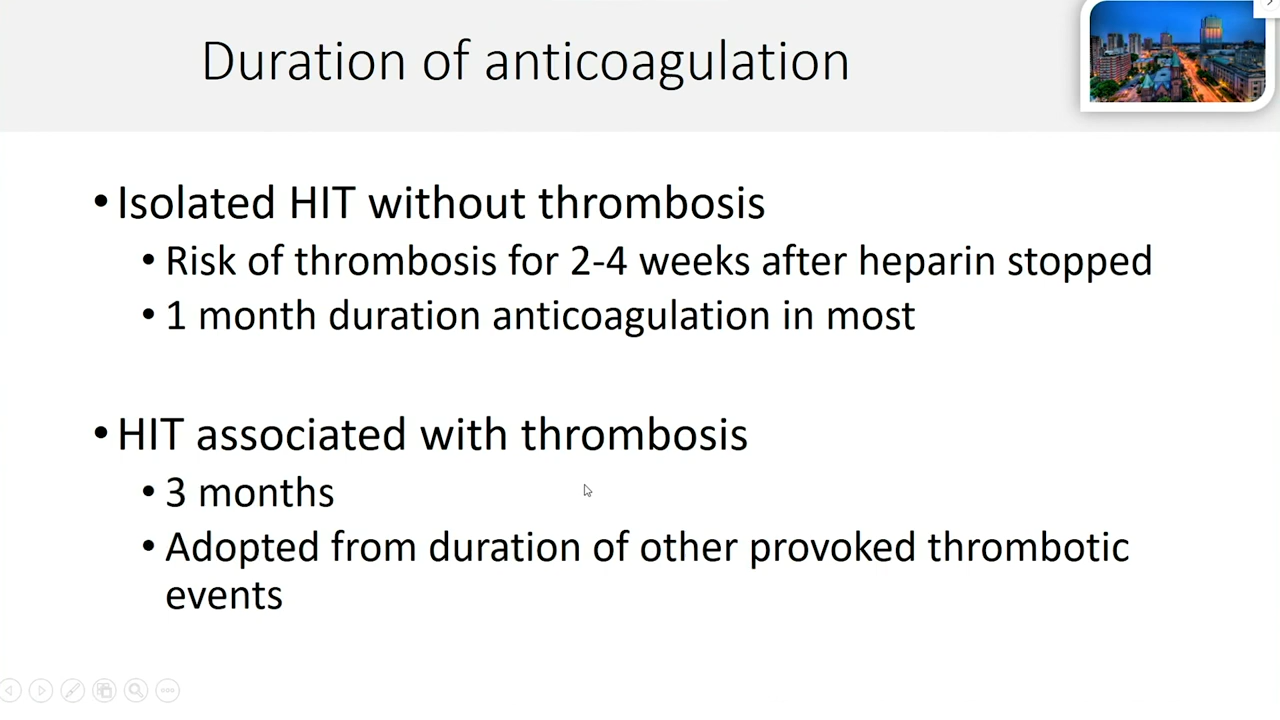 Duration of anticoagulation
• Isolated HIT without thrombosis
• Risk of thrombosis for 2-4 weeks after heparin stopped
• 1 month duration anticoagulation in most
• HIT associated with thrombosis
• 3 months
• Adopted from duration of other provoked thrombotic
events